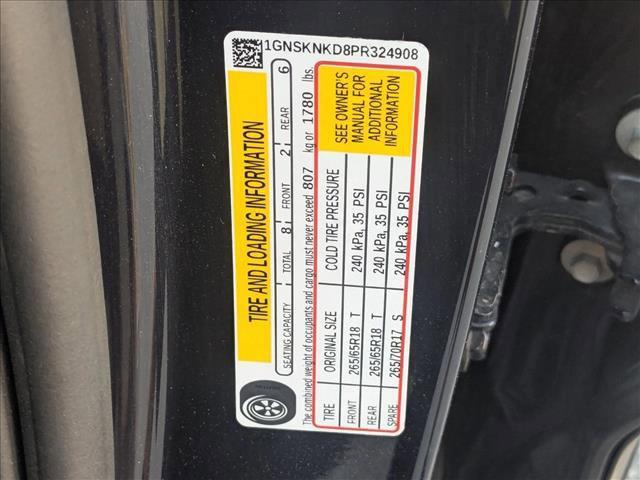 1GNSKNKD8PR324908
TIRE AND LOADING INFORMATION
SEATING CAPACITY TOTAL 8 FRONT 2 REAR 6
The combined weight of occupants and cargo must never exceed 807 kg or 1780 lbs.
TIRE ORIGINAL SIZE COLD TIRE PRESSURE
FRONT 265/65R18 T 240 kPa, 35 PSI
REAR 265/65R18 T 240 kPa, 35 PSI
SPARE 265/70R17 S 240 kPa, 35 PSI
SEE OWNER'S
MANUAL FOR
ADDITIONAL
INFORMATION